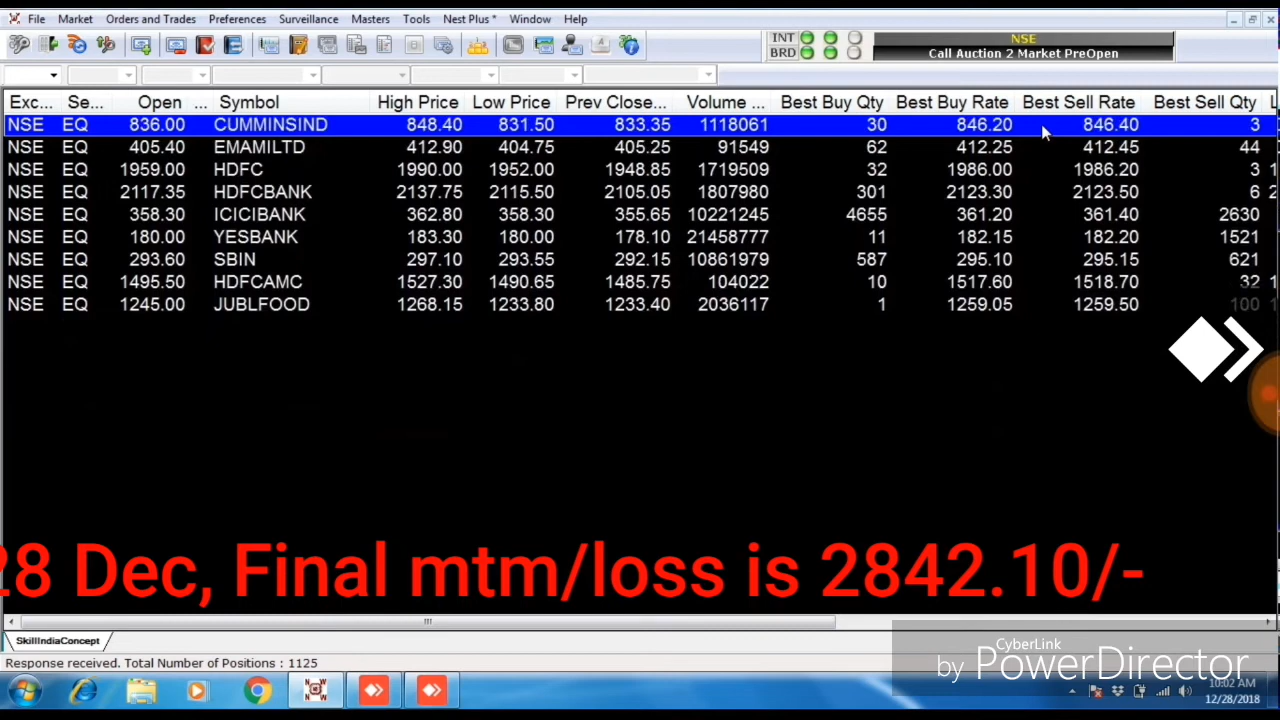 File Market Orders and Trades Preferences Surveillance Masters Tools Nest Plus * Window Help
INT NSE
BRD Call Auction 2 Market PreOpen
Exc... Se... Open ... Symbol High Price Low Price Prev Close... Volume ... Best Buy Qty Best Buy Rate Best Sell Rate Best Sell Qty L
NSE EQ 836.00 CUMMINSIND 848.40 831.50 833.35 1118061 30 846.20 846.40 3
NSE EQ 405.40 EMAMILTD 412.90 404.75 405.25 91549 62 412.25 412.45 44
NSE EQ 1959.00 HDFC 1990.00 1952.00 1948.85 1719509 32 1986.00 1986.20 3 1
NSE EQ 2117.35 HDFCBANK 2137.75 2115.50 2105.05 1807980 301 2123.30 2123.50 6 2
NSE EQ 358.30 ICICIBANK 362.80 358.30 355.65 10221245 4655 361.20 361.40 2630
NSE EQ 180.00 YESBANK 183.30 180.00 178.10 21458777 11 182.15 182.20 1521
NSE EQ 293.60 SBIN 297.10 293.55 292.15 10861979 587 295.10 295.15 621
NSE EQ 1495.50 HDFCAMC 1527.30 1490.65 1485.75 104022 10 1517.60 1518.70 32 1
NSE EQ 1245.00 JUBLFOOD 1268.15 1233.80 1233.40 2036117 1 1259.05 1259.50 100 1
28 Dec, Final mtm/loss is 2842.10/-
SkillIndiaConcept
Response received. Total Number of Positions : 1125
CyberLink
by PowerDirector
10:02 AM
12/28/2018